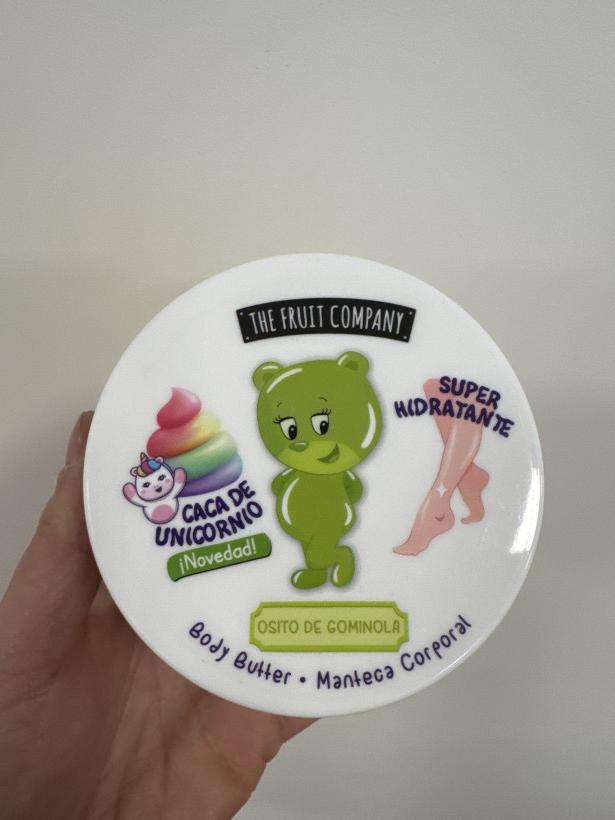 THE FRUIT COMPANY
SUPER
HIDRATANTE
CACA DE
UNICORNIO
¡Novedad!
OSITO DE GOMINOLA
Body Butter • Manteca Corporal